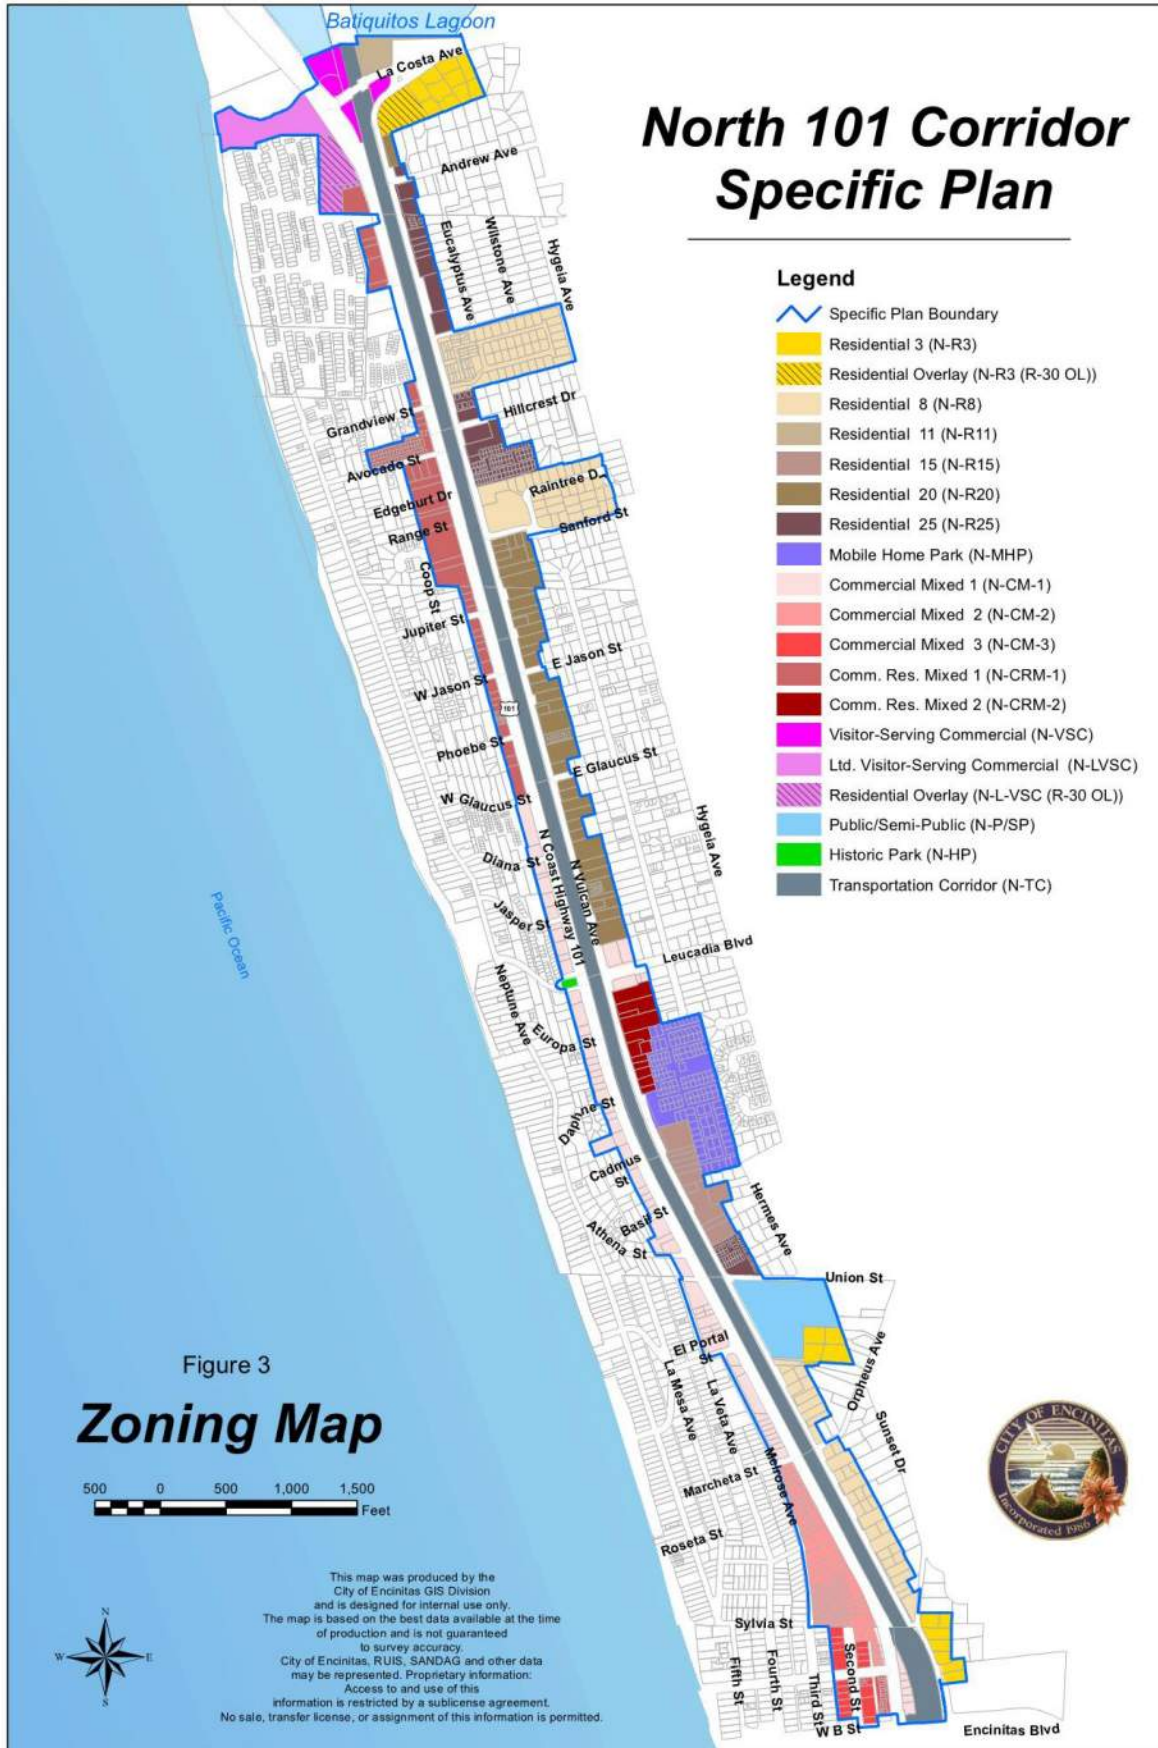 Batiquitos Lagoon
La Costa Ave
North 101 Corridor
Specific Plan
Andrew Ave
Eucalyptus Ave
Wilstone Ave
Hygeia Ave
Legend
Specific Plan Boundary
Residential 3 (N-R3)
Residential Overlay (N-R3 (R-30 OL))
Residential 8 (N-R8)
Residential 11 (N-R11)
Residential 15 (N-R15)
Residential 20 (N-R20)
Residential 25 (N-R25)
Mobile Home Park (N-MHP)
Commercial Mixed 1 (N-CM-1)
Commercial Mixed 2 (N-CM-2)
Commercial Mixed 3 (N-CM-3)
Comm. Res. Mixed 1 (N-CRM-1)
Comm. Res. Mixed 2 (N-CRM-2)
Visitor-Serving Commercial (N-VSC)
Ltd. Visitor-Serving Commercial (N-LVSC)
Residential Overlay (N-L-VSC (R-30 OL))
Public/Semi-Public (N-P/SP)
Historic Park (N-HP)
Transportation Corridor (N-TC)
Grandview St
Hillcrest Dr
Avocado St
Raintree D
Edgeburt Dr
Sanford St
Range St
Coop St
Jupiter St
E Jason St
W Jason St
101
Phoebe St
E Glaucus St
W Glaucus St
Hygeia Ave
Diana St
N Coast Highway 101
N Vulcan Ave
Jasper St
Leucadia Blvd
Pacific Ocean
Neptune Ave
Europa St
Daphne St
Cadmus
St
Hermes Ave
Basil St
Athena St
Union St
El Portal
St
Orpheus Ave
La Mesa Ave
La Veta Ave
Sunset Dr
Melrose Ave
Marcheta St
Roseta St
Figure 3
Zoning Map
500 0 500 1,000 1,500
Feet
CITY OF ENCINITAS
Incorporated 1986
This map was produced by the
City of Encinitas GIS Division
and is designed for internal use only.
The map is based on the best data available at the time
of production and is not guaranteed
to survey accuracy.
City of Encinitas, RUIS, SANDAG and other data
may be represented. Proprietary information:
Access to and use of this
information is restricted by a sublicense agreement.
No sale, transfer license, or assignment of this information is permitted.
N
W E
S
Sylvia St
Fifth St
Fourth St
Third St
Second St
W B St
Encinitas Blvd